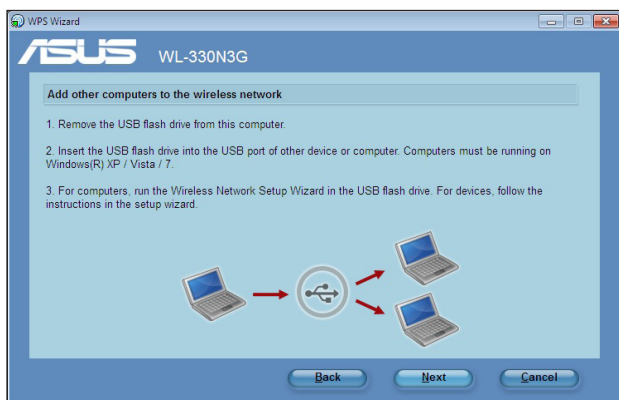 WPS Wizard
ASUS WL-330N3G
Add other computers to the wireless network
1. Remove the USB flash drive from this computer.
2. Insert the USB flash drive into the USB port of other device or computer. Computers must be running on
Windows(R) XP / Vista / 7.
3. For computers, run the Wireless Network Setup Wizard in the USB flash drive. For devices, follow the
instructions in the setup wizard.
Back Next Cancel